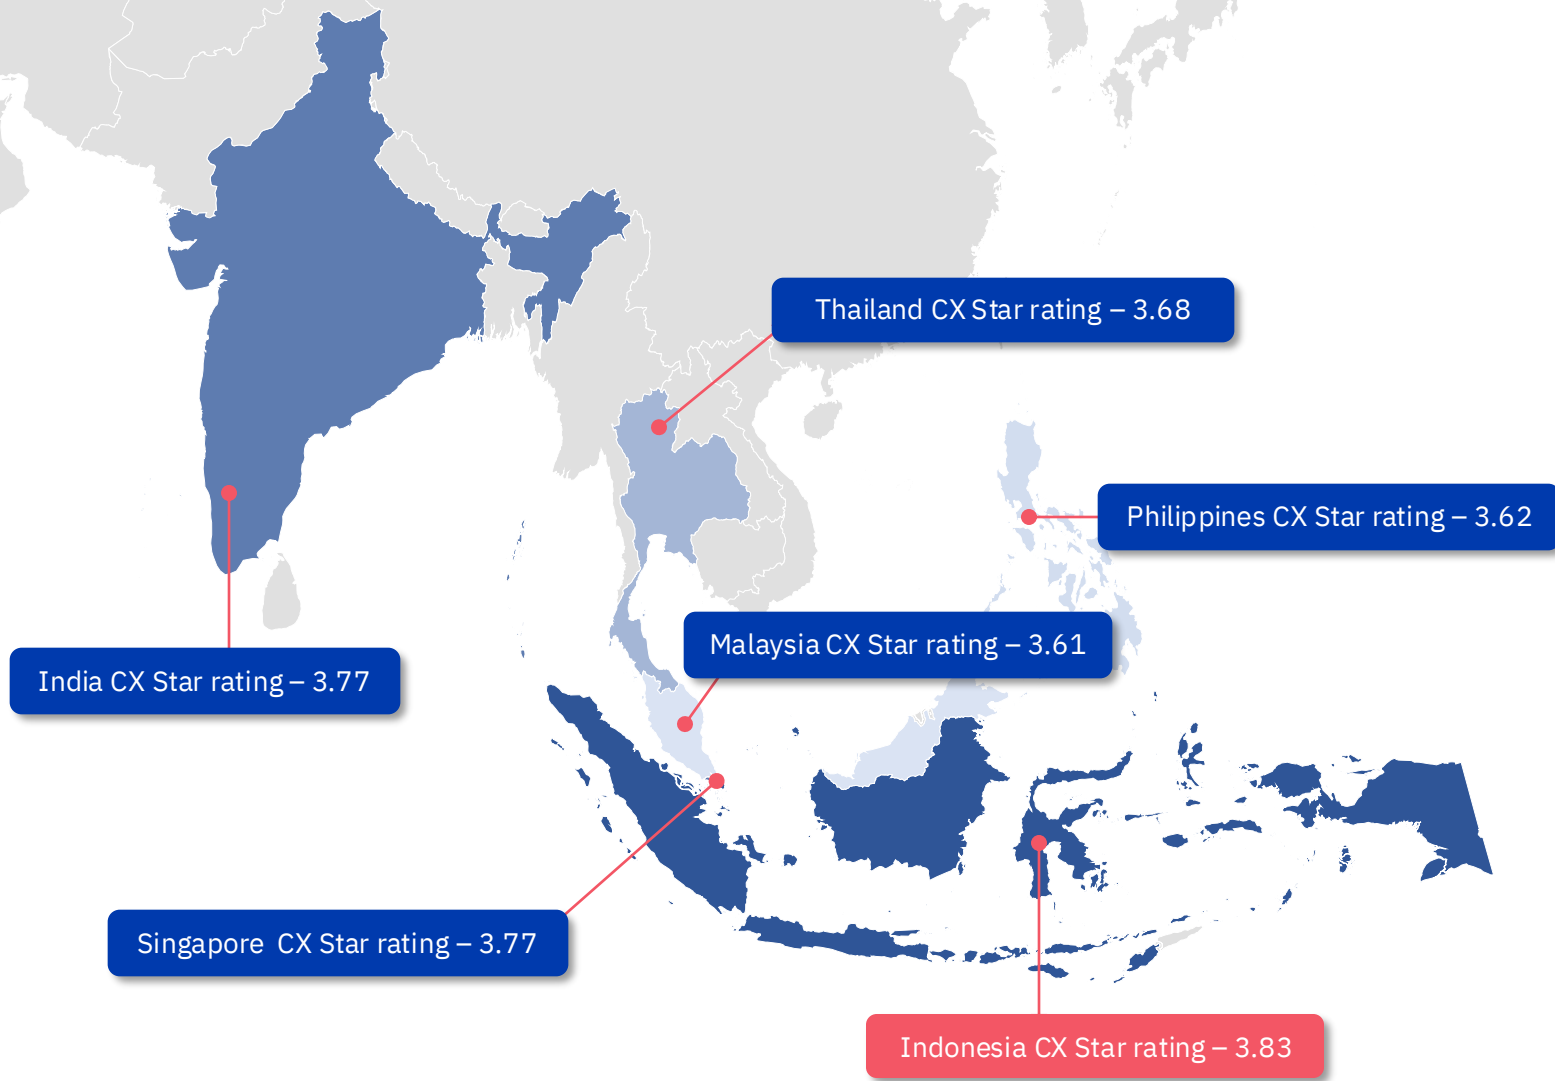 Thailand CX Star rating – 3.68
Philippines CX Star rating – 3.62
Malaysia CX Star rating – 3.61
India CX Star rating – 3.77
Singapore CX Star rating – 3.77
Indonesia CX Star rating – 3.83